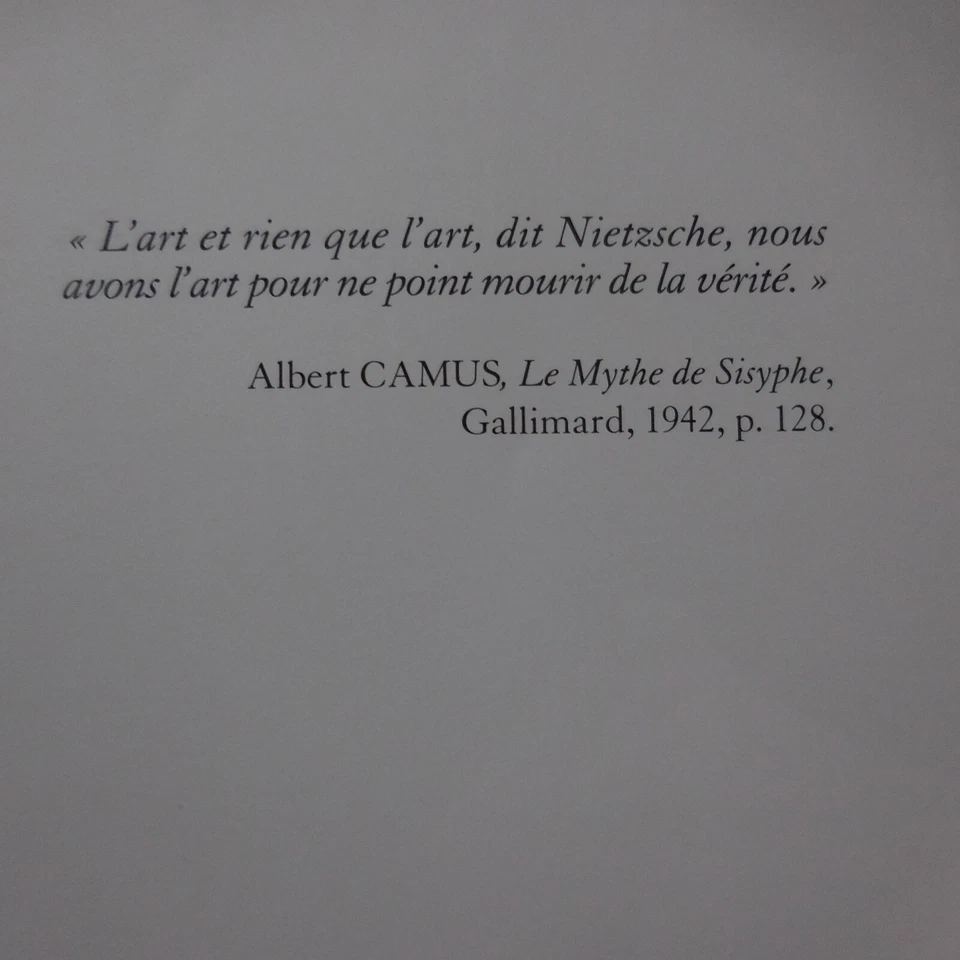 « L'art et rien que l'art, dit Nietzsche, nous
avons l'art pour ne point mourir de la vérité. »
Albert CAMUS, Le Mythe de Sisyphe,
Gallimard, 1942, p. 128.